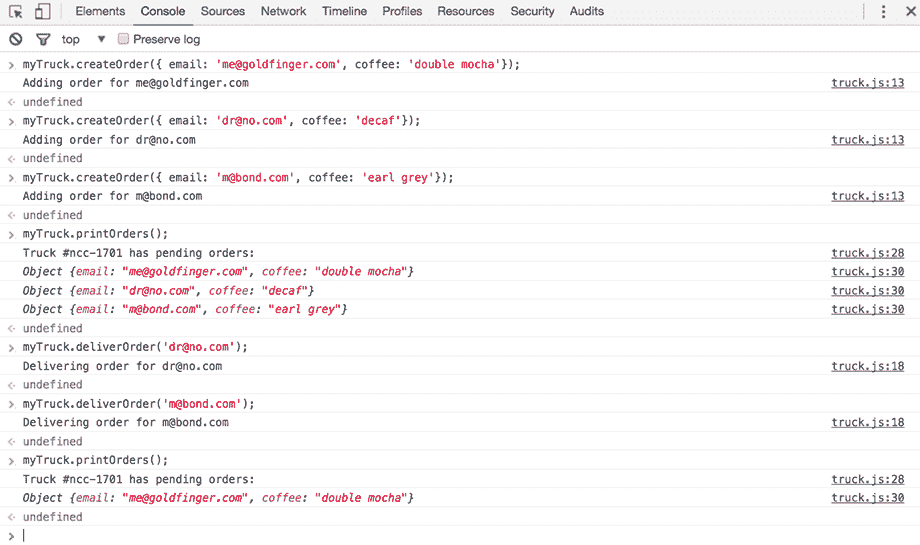 Elements Console Sources Network Timeline Profiles Resources Security Audits
top Preserve log
myTruck.createOrder({ email: 'me@goldfinger.com', coffee: 'double mocha'});
Adding order for me@goldfinger.com truck.js:13
undefined
myTruck.createOrder({ email: 'dr@no.com', coffee: 'decaf'});
Adding order for dr@no.com truck.js:13
undefined
myTruck.createOrder({ email: 'm@bond.com', coffee: 'earl grey'});
Adding order for m@bond.com truck.js:13
undefined
myTruck.printOrders();
Truck #ncc-1701 has pending orders: truck.js:28
Object {email: "me@goldfinger.com", coffee: "double mocha"} truck.js:30
Object {email: "dr@no.com", coffee: "decaf"} truck.js:30
Object {email: "m@bond.com", coffee: "earl grey"} truck.js:30
undefined
myTruck.deliverOrder('dr@no.com');
Delivering order for dr@no.com truck.js:18
undefined
myTruck.deliverOrder('m@bond.com');
Delivering order for m@bond.com truck.js:18
undefined
myTruck.printOrders();
Truck #ncc-1701 has pending orders: truck.js:28
Object {email: "me@goldfinger.com", coffee: "double mocha"} truck.js:30
undefined